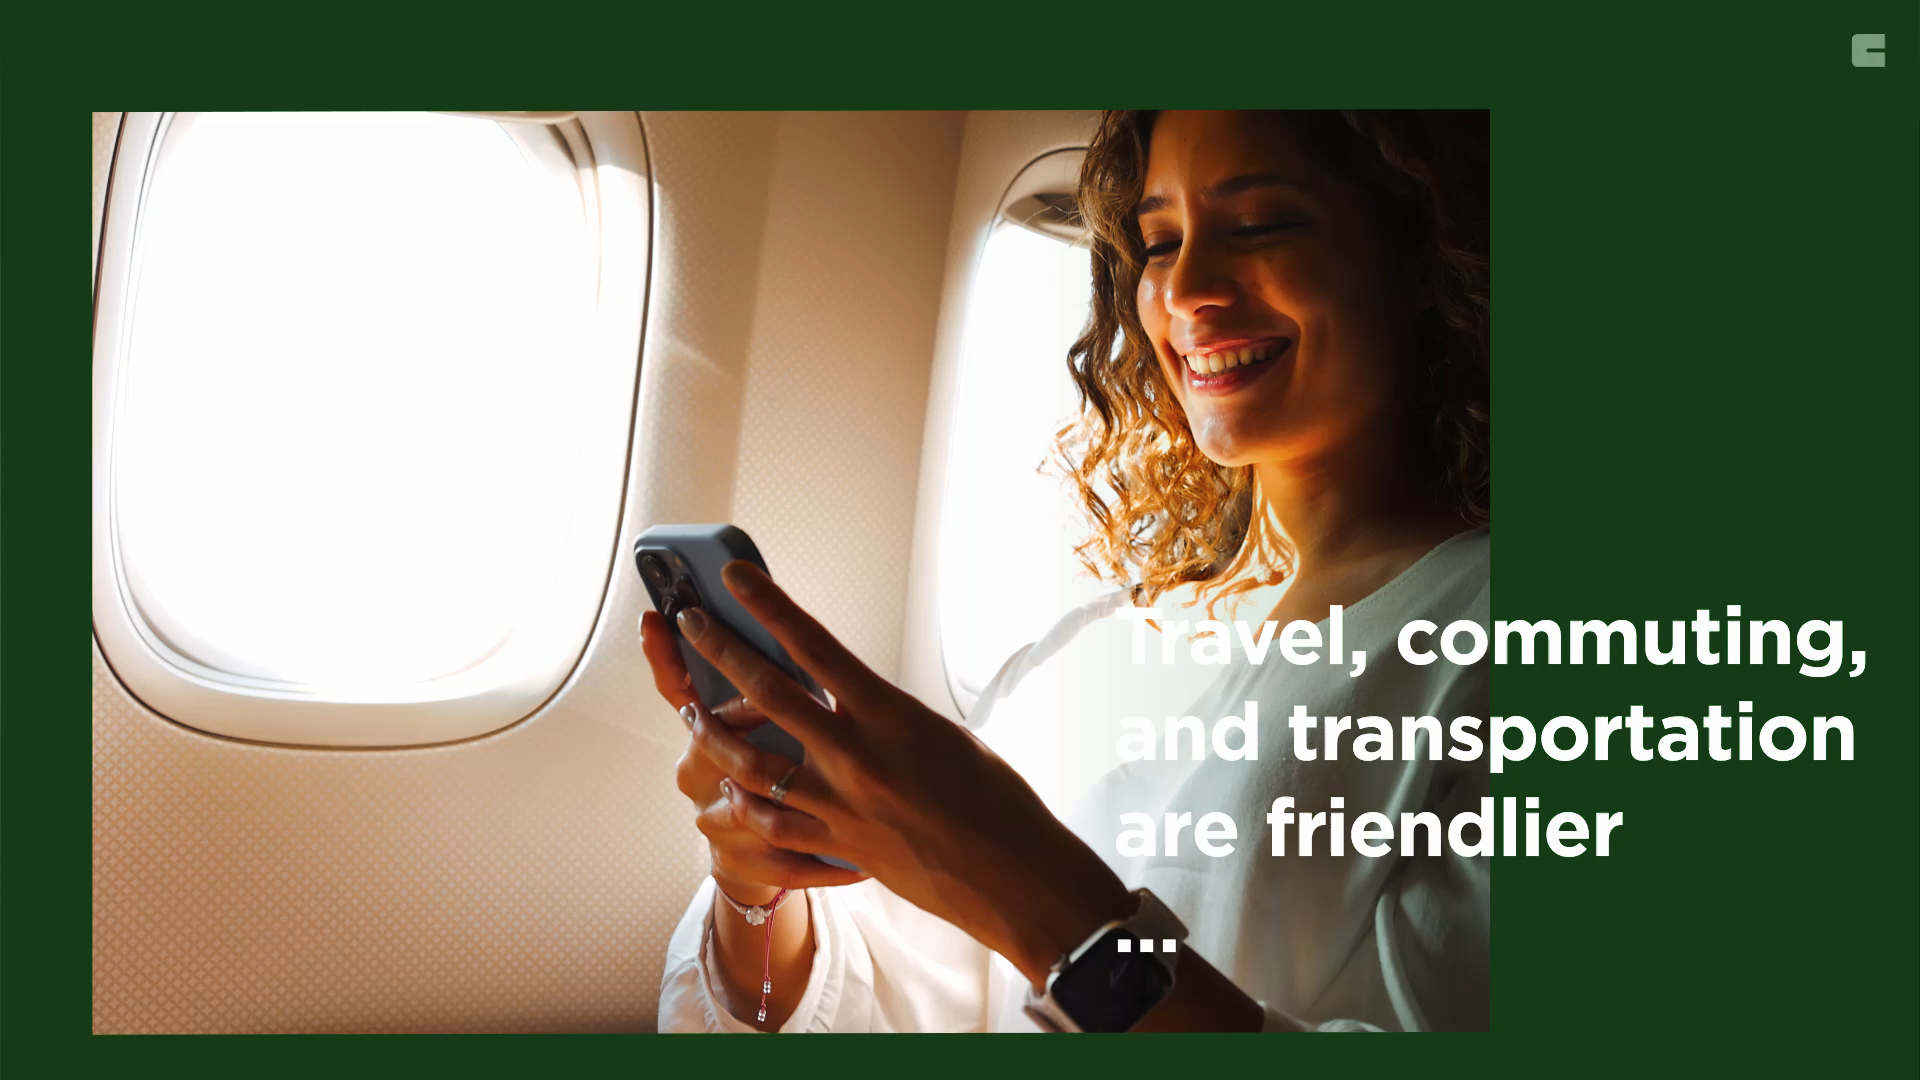 Travel, commuting,
and transportation
are friendlier
...